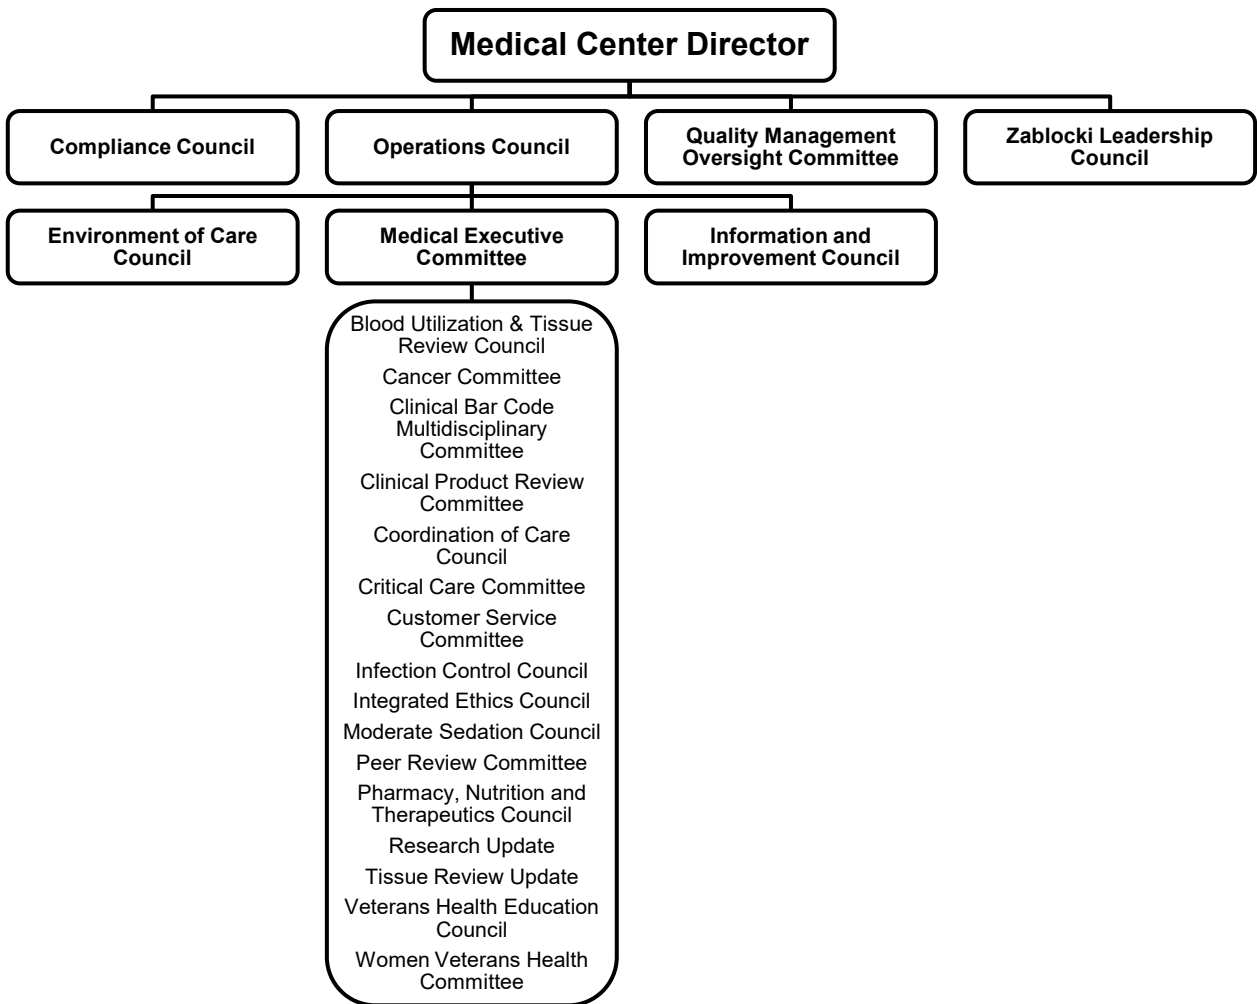 Medical Center Director
Compliance Council
Operations Council
Quality Management
Oversight Committee
Zablocki Leadership
Council
Environment of Care
Council
Medical Executive
Committee
Information and
Improvement Council
Blood Utilization & Tissue
Review Council
Cancer Committee
Clinical Bar Code
Multidisciplinary
Committee
Clinical Product Review
Committee
Coordination of Care
Council
Critical Care Committee
Customer Service
Committee
Infection Control Council
Integrated Ethics Council
Moderate Sedation Council
Peer Review Committee
Pharmacy, Nutrition and
Therapeutics Council
Research Update
Tissue Review Update
Veterans Health Education
Council
Women Veterans Health
Committee